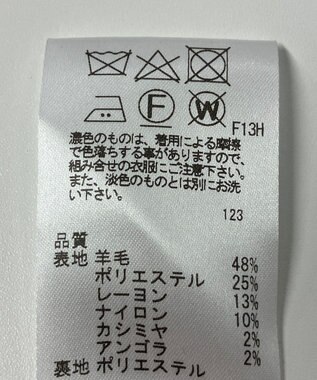 F
W
F13H
濃色のものは、着用による摩擦
で色落ちする事がありますので、
組み合せの衣服にご注意下さい。
また、淡色のものとは別にお洗
い下さい。
123
品質
表地 羊毛 48%
ポリエステル 25%
レーヨン 13%
ナイロン 10%
カシミヤ 2%
アンゴラ 2%
裏地 ポリエステル